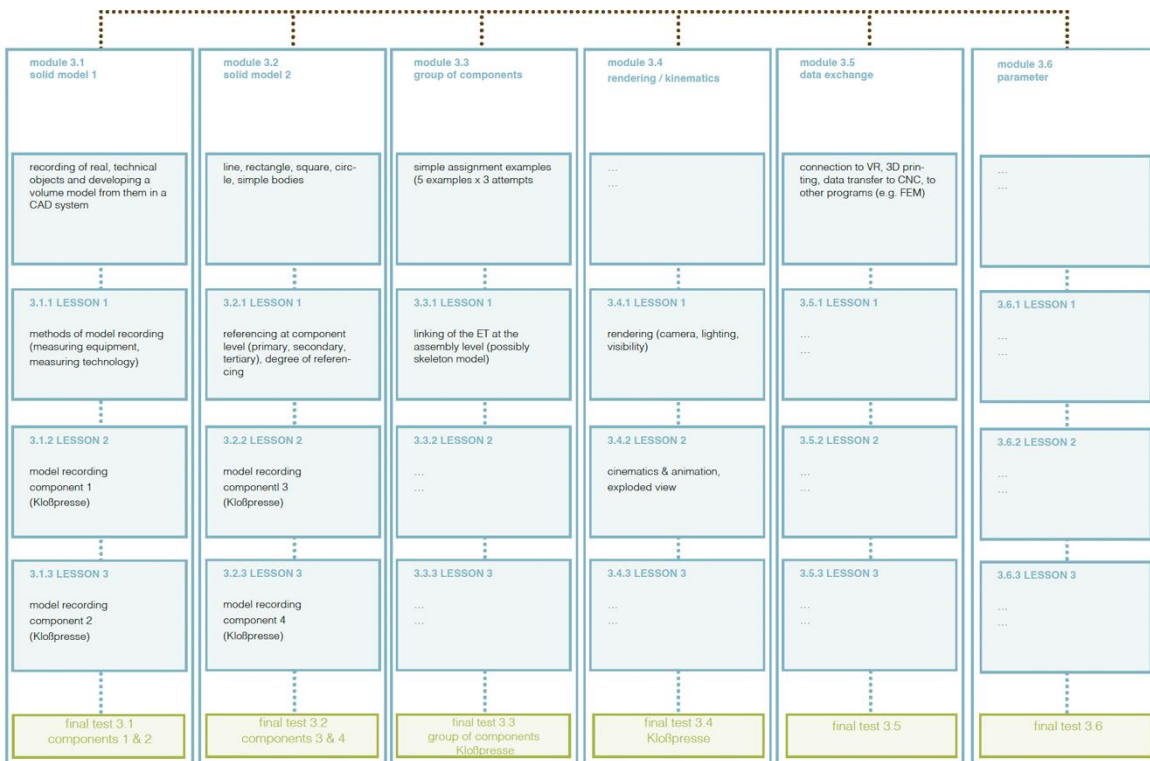 module 3.1
solid model 1
recording of real, technical
objects and developing a
volume model from them in a
CAD system
3.1.1 LESSON 1
methods of model recording
(measuring equipment,
measuring technology)
3.1.2 LESSON 2
model recording
component 1
(Kloßpresse)
3.1.3 LESSON 3
model recording
component 2
(Kloßpresse)
final test 3.1
components 1 & 2
module 3.2
solid model 2
line, rectangle, square, circ-
le, simple bodies
3.2.1 LESSON 1
referencing at component
level (primary, secondary,
tertiary), degree of referen-
cing
3.2.2 LESSON 2
model recording
componentl 3
(Kloßpresse)
3.2.3 LESSON 3
model recording
component 4
(Kloßpresse)
final test 3.2
components 3 & 4
module 3.3
group of components
simple assignment examples
(5 examples x 3 attempts
3.3.1 LESSON 1
linking of the ET at the
assembly level (possibly
skeleton model)
3.3.2 LESSON 2
...
...
3.3.3 LESSON 3
...
...
final test 3.3
group of components
Kloßpresse
module 3.4
rendering / kinematics
...
...
3.4.1 LESSON 1
rendering (camera, lighting,
visibility)
3.4.2 LESSON 2
cinematics & animation,
exploded view
3.4.3 LESSON 3
...
...
final test 3.4
Kloßpresse
module 3.5
data exchange
connection to VR, 3D prin-
ting, data transfer to CNC, to
other programs (e.g. FEM)
3.5.1 LESSON 1
...
...
3.5.2 LESSON 2
...
...
3.5.3 LESSON 3
...
...
final test 3.5
module 3.6
parameter
...
...
3.6.1 LESSON 1
...
...
3.6.2 LESSON 2
...
...
3.6.3 LESSON 3
...
...
final test 3.6